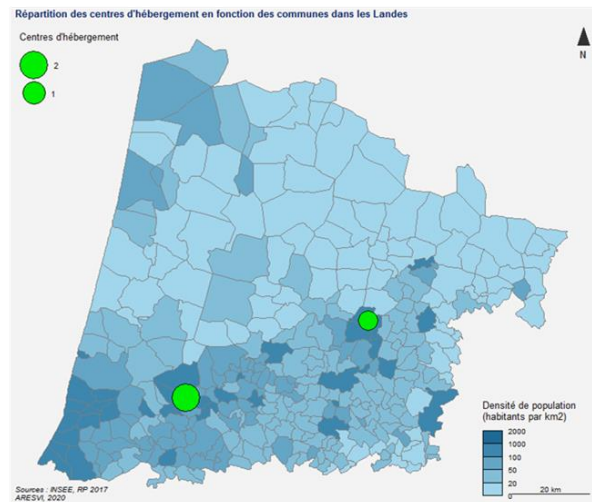 Répartition des centres d'hébergement en fonction des communes dans les Landes
Centres d'hébergement
2
1
N
Densité de population
(habitants par km2)
2000
1000
100
50
20
0
20 km
Sources : INSEE, RP 2017
ARESVI, 2020